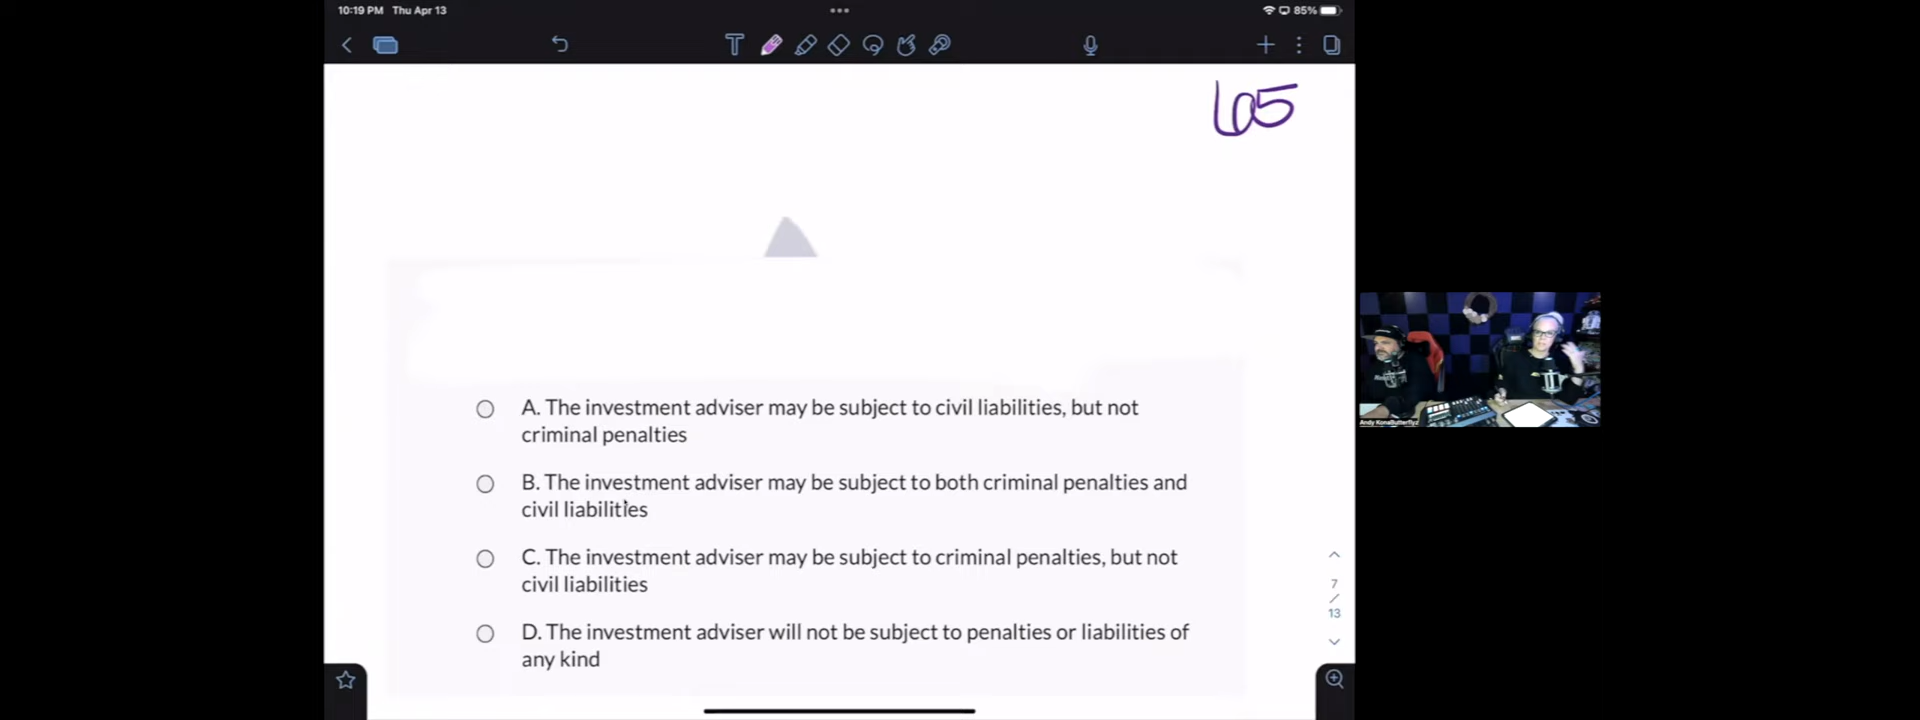 10:19 PM Thu Apr 13
85%
65
A. The investment adviser may be subject to civil liabilities, but not
criminal penalties
B. The investment adviser may be subject to both criminal penalties and
civil liabilities
C. The investment adviser may be subject to criminal penalties, but not
civil liabilities
7
/
13
D. The investment adviser will not be subject to penalties or liabilities of
any kind
Andy KonaButterflyz